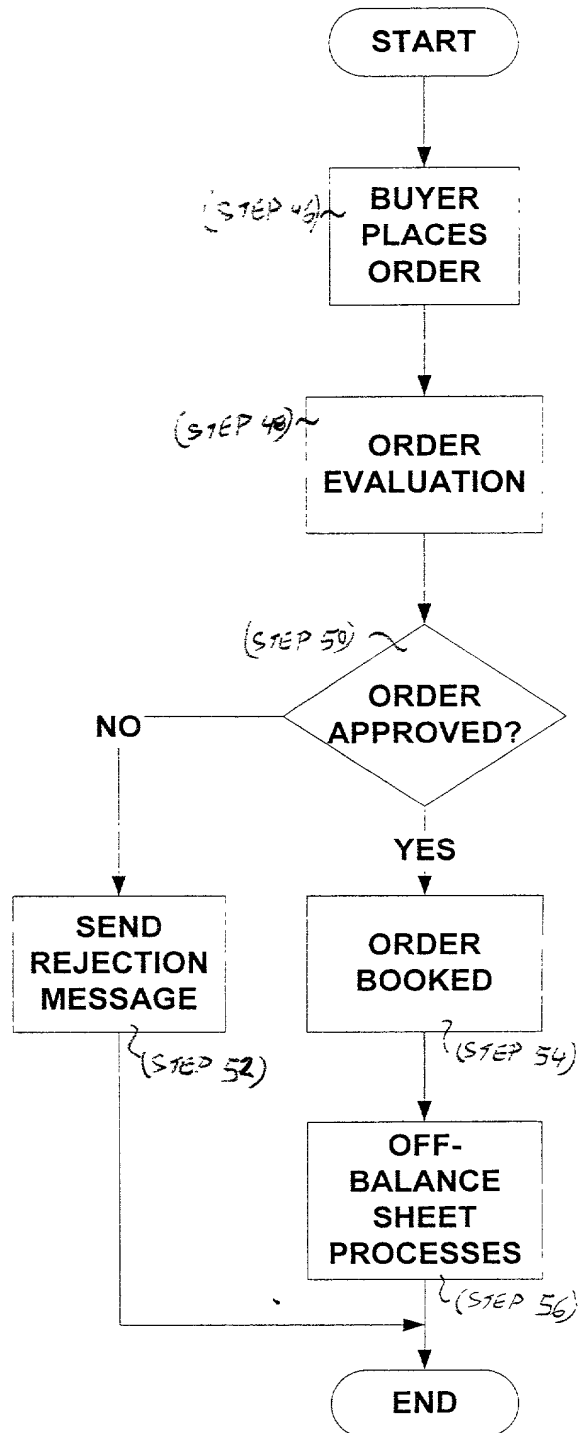 START
(STEP 46)
BUYER
PLACES
ORDER
(STEP 48)
ORDER
EVALUATION
(STEP 50)
ORDER
APPROVED?
NO
YES
SEND
REJECTION
MESSAGE
(STEP 52)
ORDER
BOOKED
(STEP 54)
OFF-
BALANCE
SHEET
PROCESSES
(STEP 56)
END